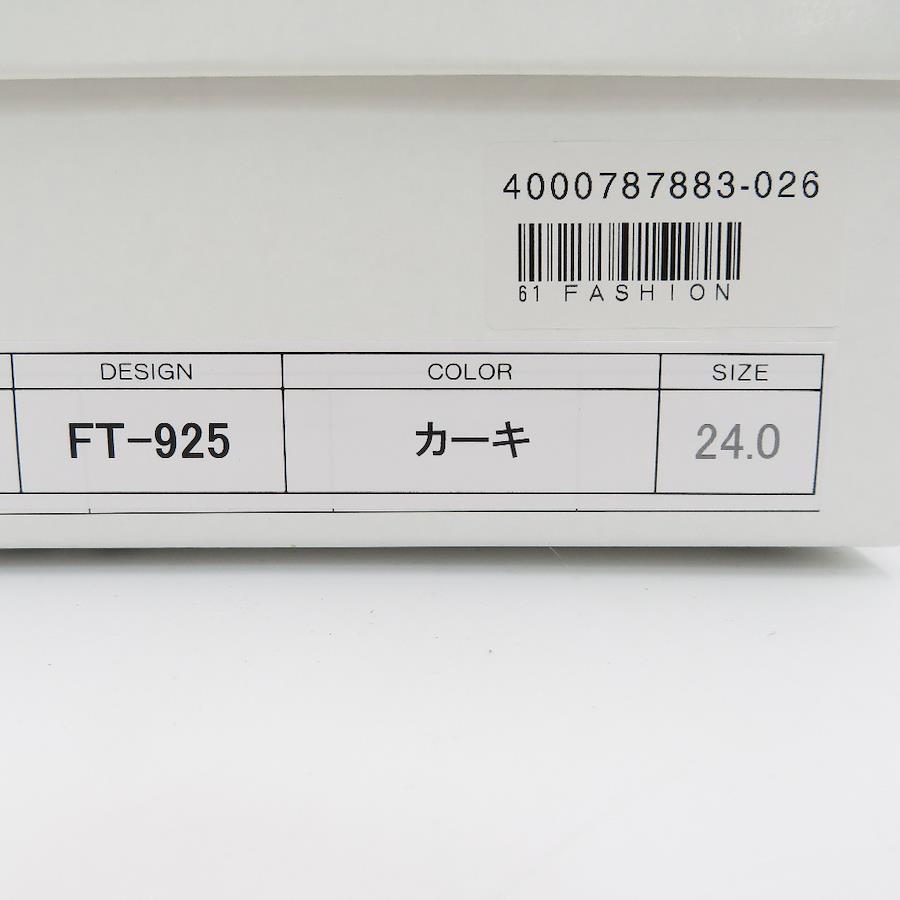 4000787883-026
61 FASHION
DESIGN COLOR SIZE
FT-925 カーキ 24.0